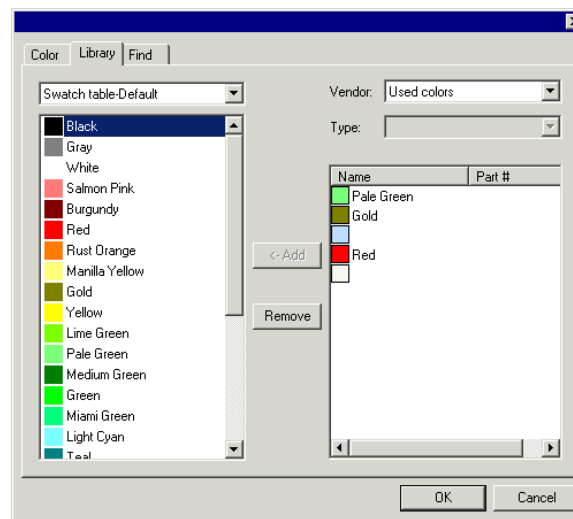 Color Library Find
Swatch table-Default
Vendor: Used colors
Type:
Black
Gray
White
Salmon Pink
Burgundy
Red
Rust Orange
Manilla Yellow
Gold
Yellow
Lime Green
Pale Green
Medium Green
Green
Miami Green
Light Cyan
Teal
<- Add
Remove
Name Part #
Pale Green
Gold
Red
OK Cancel